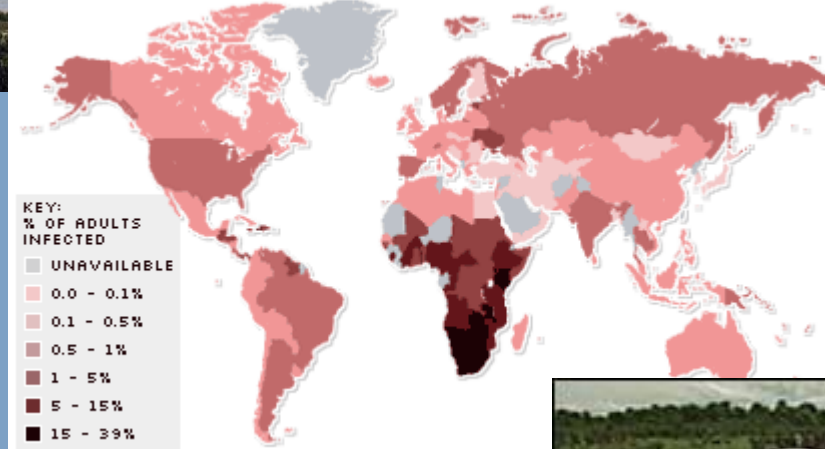 KEY:
% OF ADULTS
INFECTED
UNAVAILABLE
0.0 - 0.1%
0.1 - 0.5%
0.5 - 1%
1 - 5%
5 - 15%
15 - 39%